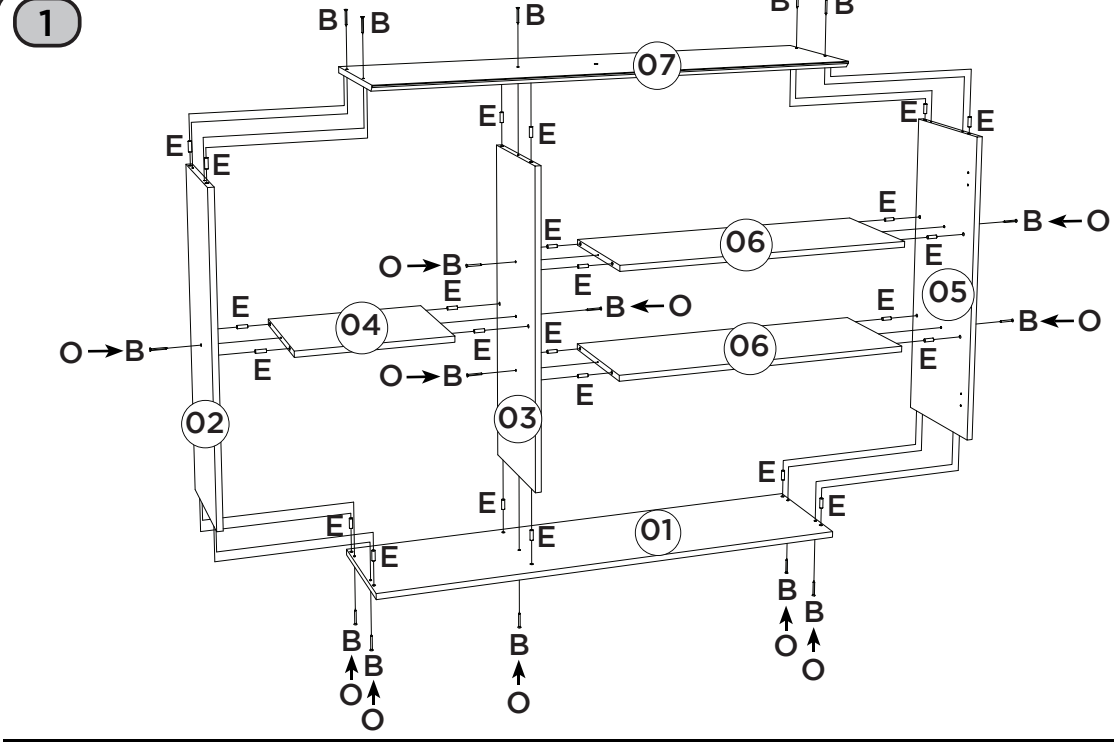 1
B B B B B
07
E E E E E E
E E
06
E E O → B E B ← O
05
E E E E
04
B ← O
O → B E E E E
06
B ← O
O → B E E
02
03
E E E E
01
E E E
B B B B B
O O O O O